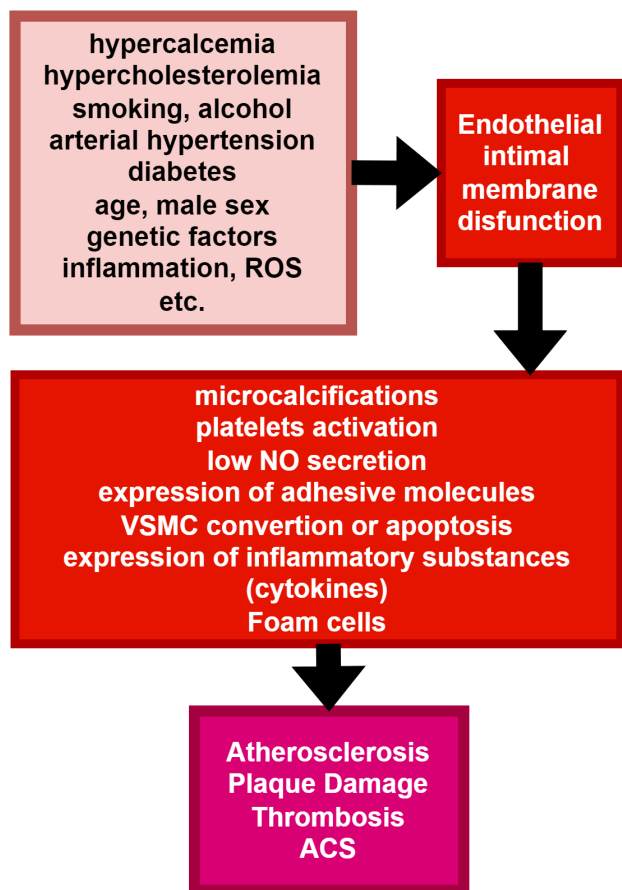 hypercalcemia
hypercholesterolemia
smoking, alcohol
arterial hypertension
diabetes
age, male sex
genetic factors
inflammation, ROS
etc.
Endothelial
intimal
membrane
disfunction
microcalcifications
platelets activation
low NO secretion
expression of adhesive molecules
VSMC convertion or apoptosis
expression of inflammatory substances
(cytokines)
Foam cells
Atherosclerosis
Plaque Damage
Thrombosis
ACS